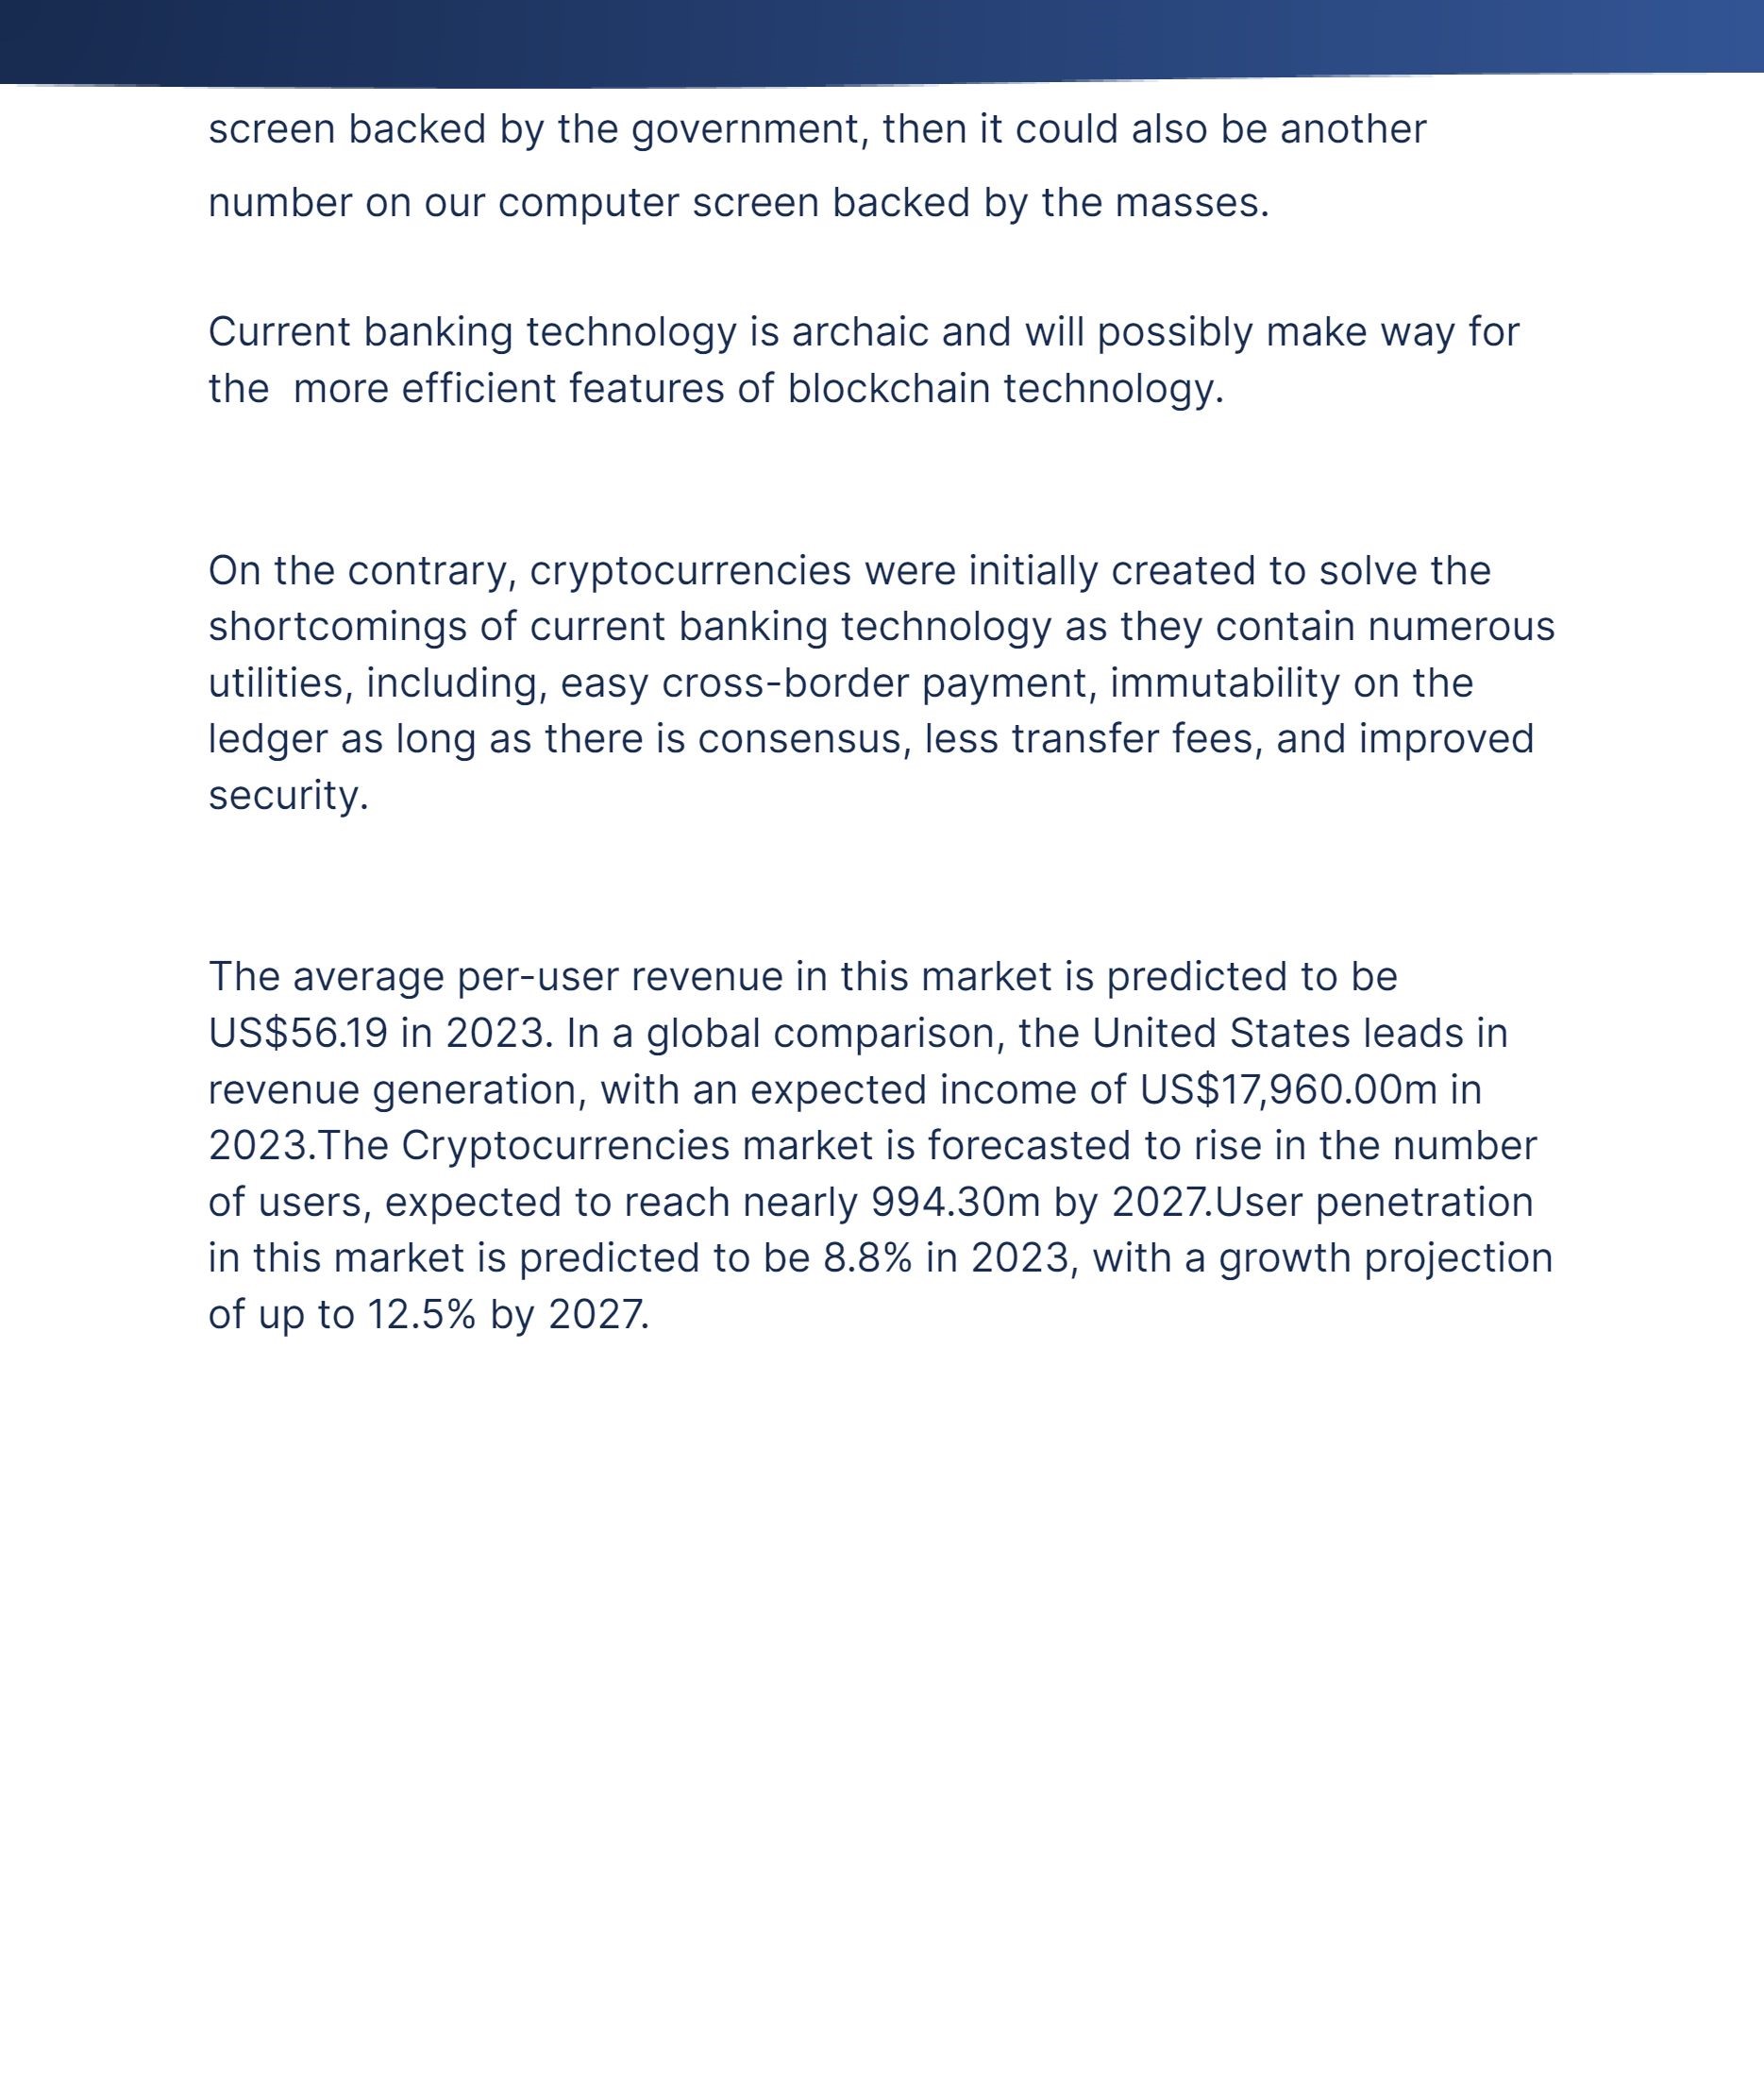 screen backed by the government, then it could also be another
number on our computer screen backed by the masses.
Current banking technology is archaic and will possibly make way for
the  more efficient features of blockchain technology.
On the contrary, cryptocurrencies were initially created to solve the
shortcomings of current banking technology as they contain numerous
utilities, including, easy cross-border payment, immutability on the
ledger as long as there is consensus, less transfer fees, and improved
security.
The average per-user revenue in this market is predicted to be
US$56.19 in 2023. In a global comparison, the United States leads in
revenue generation, with an expected income of US$17,960.00m in
2023.The Cryptocurrencies market is forecasted to rise in the number
of users, expected to reach nearly 994.30m by 2027.User penetration
in this market is predicted to be 8.8% in 2023, with a growth projection
of up to 12.5% by 2027.